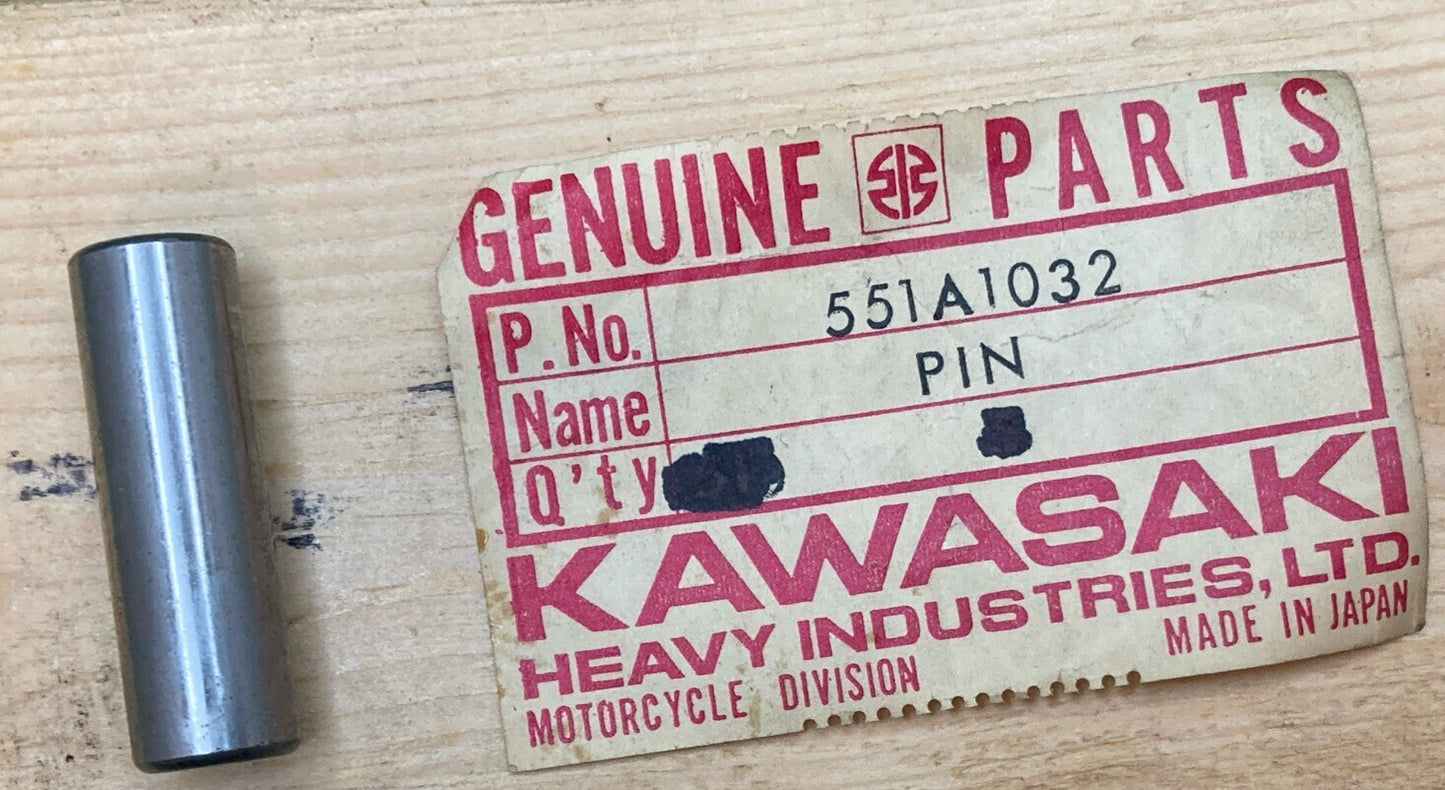 GENUINE PARTS
P. No. 551A1032
Name PIN
Q'ty
KAWASAKI
HEAVY INDUSTRIES, LTD.
MOTORCYCLE DIVISION MADE IN JAPAN